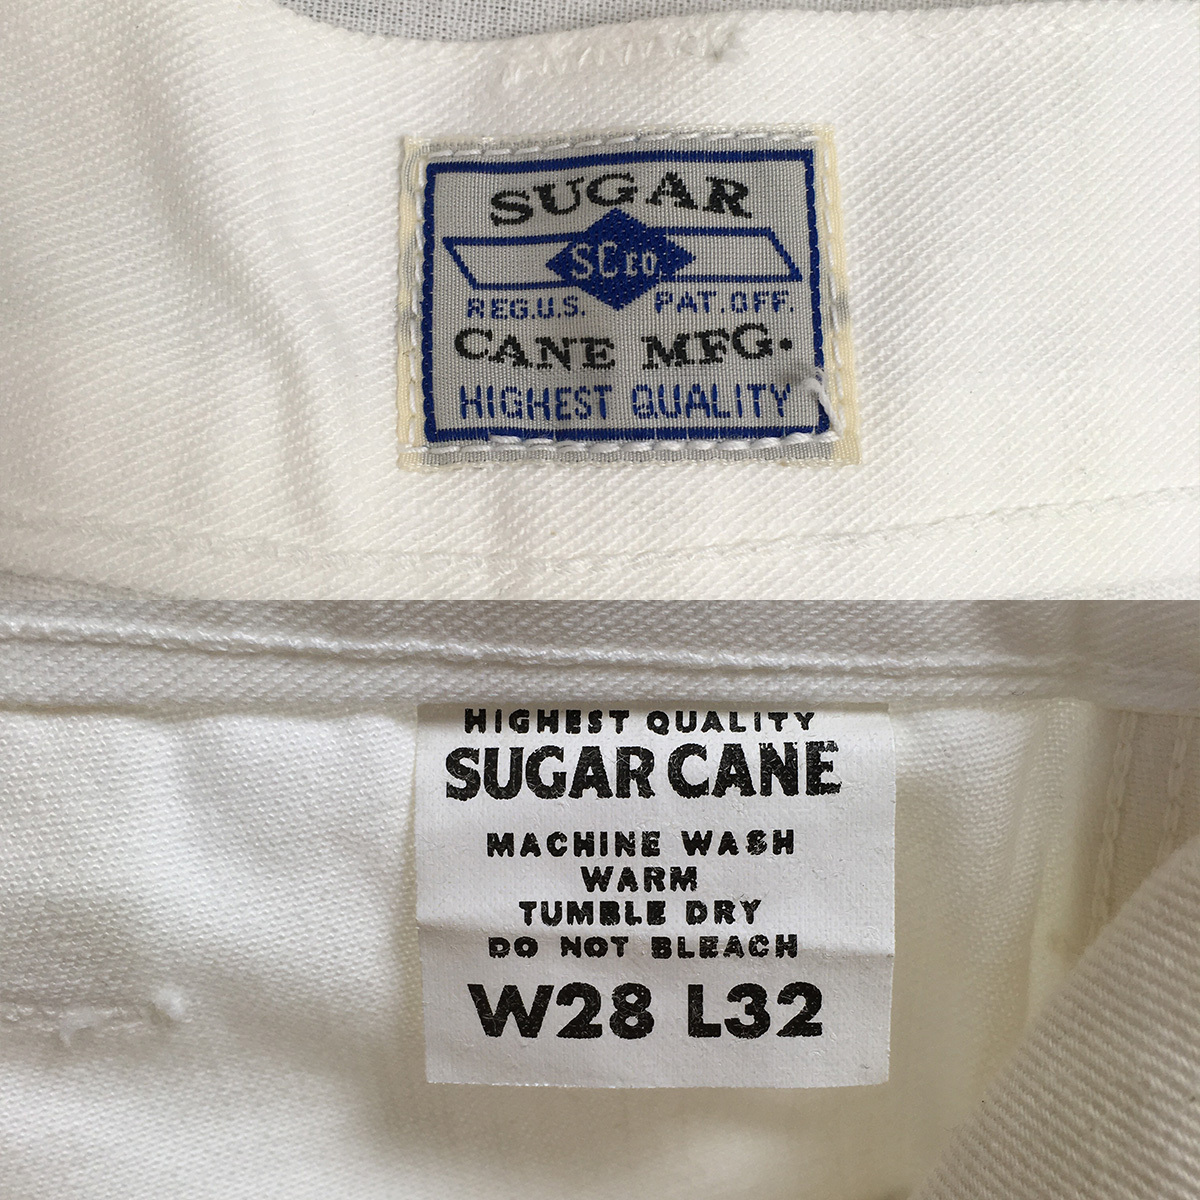 SUGAR
SC CO.
REG.U.S. PAT.OFF.
CANE MFG.
HIGHEST QUALITY
HIGHEST QUALITY
SUGAR CANE
MACHINE WASH
WARM
TUMBLE DRY
DO NOT BLEACH
W28 L32